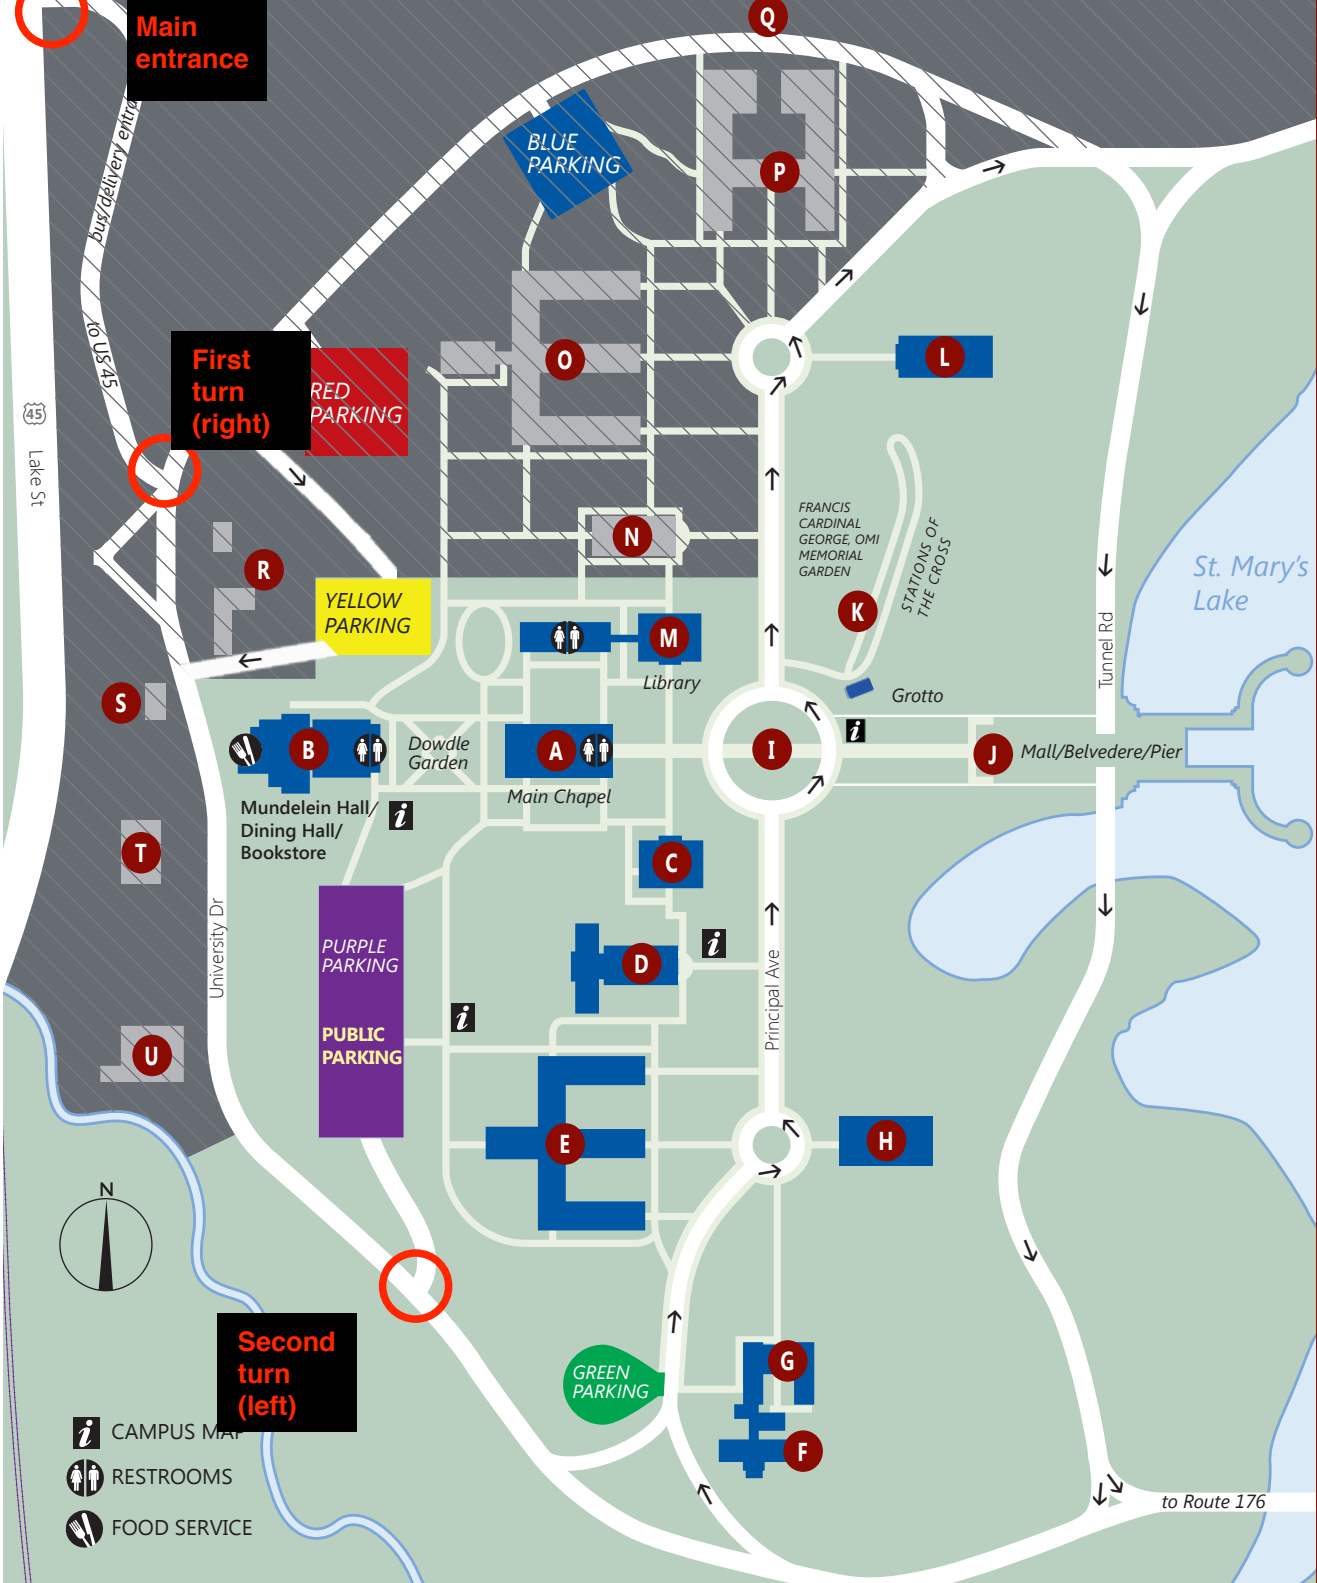 Q
Main
entrance
bus/delivery entra
BLUE
PARKING
P
to US 45
First
turn
(right)
RED
PARKING
O
L
45
Lake St
FRANCIS
CARDINAL
GEORGE, OMI
MEMORIAL
GARDEN
STATIONS OF
THE CROSS
N
R
K
St. Mary's
Lake
YELLOW
PARKING
M
Library
Tunnel Rd
Grotto
S
B
Dowdle
Garden
A
I
i
J
Mall/Belvedere/Pier
Main Chapel
Mundelein Hall/
Dining Hall/
Bookstore
i
T
C
University Dr
PURPLE
PARKING
D
i
Principal Ave
PUBLIC
PARKING
i
U
E
H
N
Second
turn
(left)
GREEN
PARKING
G
F
i CAMPUS MAP
RESTROOMS
FOOD SERVICE
to Route 176